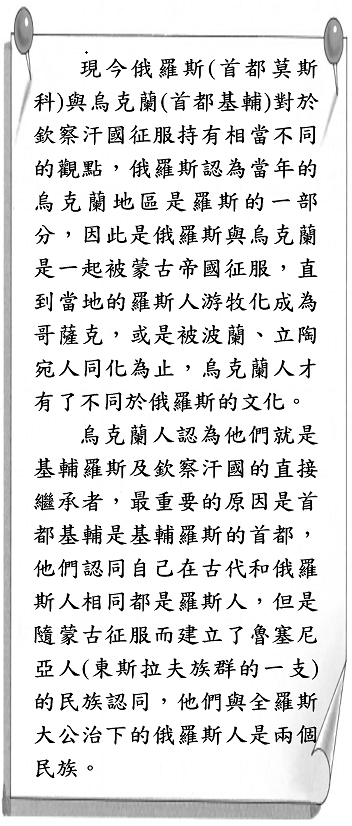 現今俄羅斯(首都莫斯
科)與烏克蘭(首都基輔)對於
欽察汗國征服持有相當不同
的觀點，俄羅斯認為當年的
烏克蘭地區是羅斯的一部
分，因此是俄羅斯與烏克蘭
是一起被蒙古帝國征服，直
到當地的羅斯人游牧化成為
哥薩克，或是被波蘭、立陶
宛人同化為止，烏克蘭人才
有了不同於俄羅斯的文化。
烏克蘭人認為他們就是
基輔羅斯及欽察汗國的直接
繼承者，最重要的原因是首
都基輔是基輔羅斯的首都，
他們認同自己在古代和俄羅
斯人相同都是羅斯人，但是
隨蒙古征服而建立了魯塞尼
亞人(東斯拉夫族群的一支)
的民族認同，他們與全羅斯
大公治下的俄羅斯人是兩個
民族。